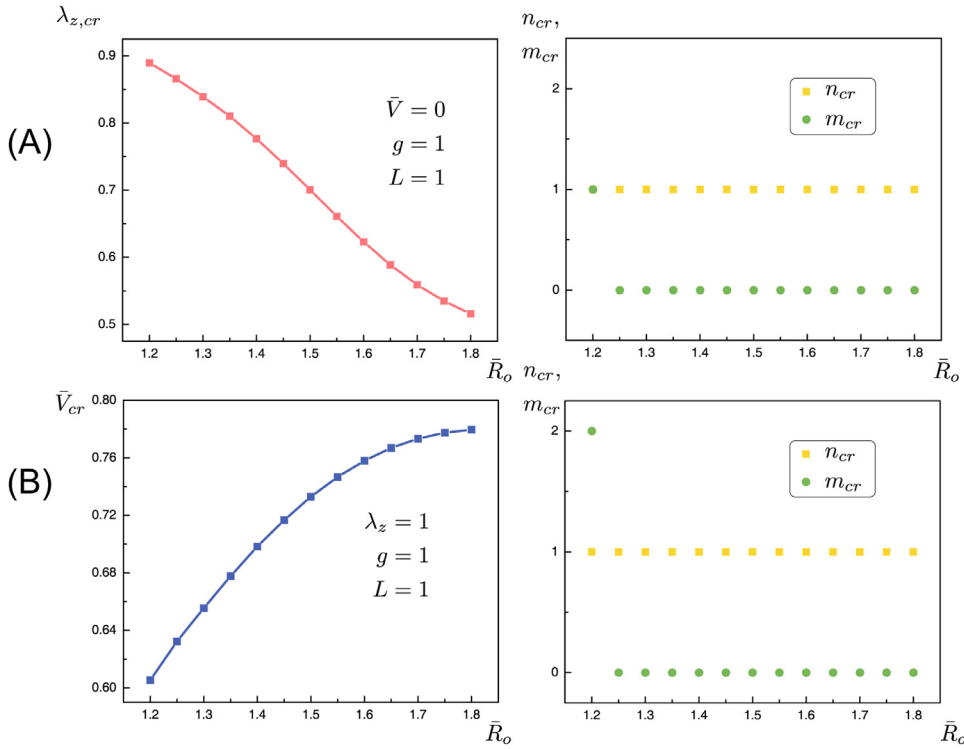 λ_{z,cr}
n_{cr},
m_{cr}
(A)
0.9
0.8
0.7
0.6
0.5
V̄ = 0
g = 1
L = 1
1.2 1.3 1.4 1.5 1.6 1.7 1.8
R̄_o
2
1
0
n_{cr}
m_{cr}
1.2 1.3 1.4 1.5 1.6 1.7 1.8
R̄_o
V̄_{cr}
n_{cr},
m_{cr}
(B)
0.80
0.76
0.72
0.68
0.64
0.60
λ_z = 1
g = 1
L = 1
1.2 1.3 1.4 1.5 1.6 1.7 1.8
R̄_o
2
1
0
n_{cr}
m_{cr}
1.2 1.3 1.4 1.5 1.6 1.7 1.8
R̄_o